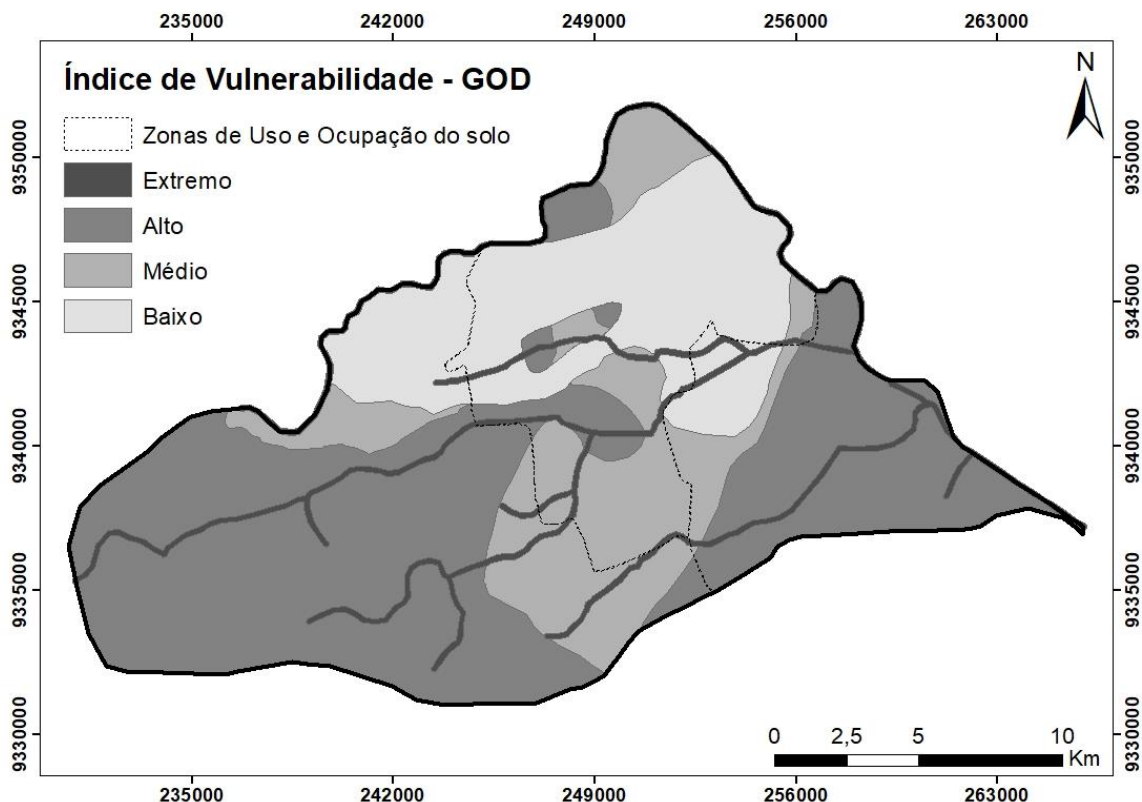 235000 242000 249000 256000 263000
Índice de Vulnerabilidade - GOD
N
Zonas de Uso e Ocupação do solo
Extremo
Alto
Médio
Baixo
9350000 9350000
9345000 9345000
9340000 9340000
9335000 9335000
9330000 9330000
0 2,5 5 10
Km
235000 242000 249000 256000 263000